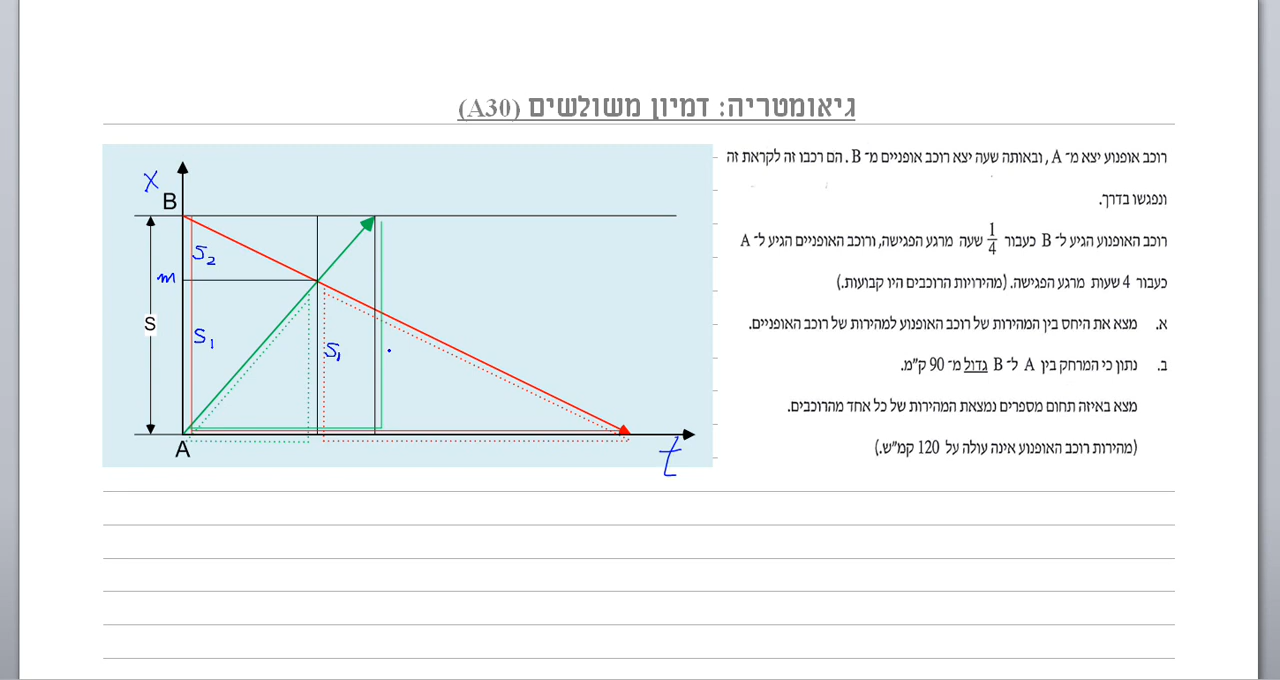 גיאומטריה: דמיון משולשים (A30)
רוכב אופנוע יצא מ־ A , ובאותה שעה יצא רוכב אופניים מ־ B . הם רכבו זה לקראת זה
ונפגשו בדרך.
רוכב האופנוע הגיע ל־ B כעבור 1/4 שעה מרגע הפגישה, ורוכב האופניים הגיע ל־ A
כעבור 4 שעות מרגע הפגישה. (מהירויות הרוכבים היו קבועות.)
א. מצא את היחס בין המהירות של רוכב האופנוע למהירות של רוכב האופניים.
ב. נתון כי המרחק בין A ל־ B גדול מ־ 90 ק"מ.
מצא באיזה תחום מספרים נמצאת המהירות של כל אחד מהרוכבים.
(מהירות רוכב האופנוע אינה עולה על 120 קמ"ש.)
x
B
S2
m
S
S1
S1
A
t